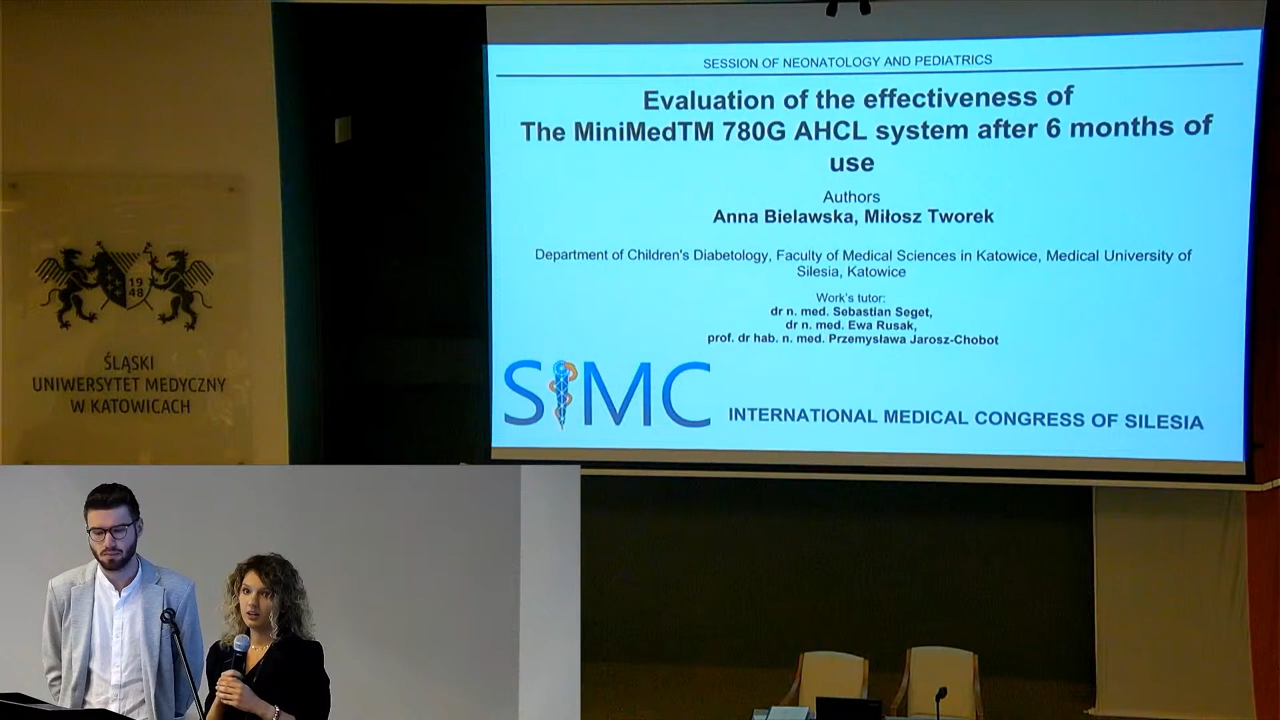 SESSION OF NEONATOLOGY AND PEDIATRICS
Evaluation of the effectiveness of
The MiniMedTM 780G AHCL system after 6 months of
use
Authors
Anna Bielawska, Miłosz Tworek
Department of Children's Diabetology, Faculty of Medical Sciences in Katowice, Medical University of
Silesia, Katowice
Work's tutor:
dr n. med. Sebastian Seget,
dr n. med. Ewa Rusak,
prof. dr hab. n. med. Przemysława Jarosz-Chobot
SIMC
INTERNATIONAL MEDICAL CONGRESS OF SILESIA
19
48
ŚLĄSKI
UNIWERSYTET MEDYCZNY
W KATOWICACH